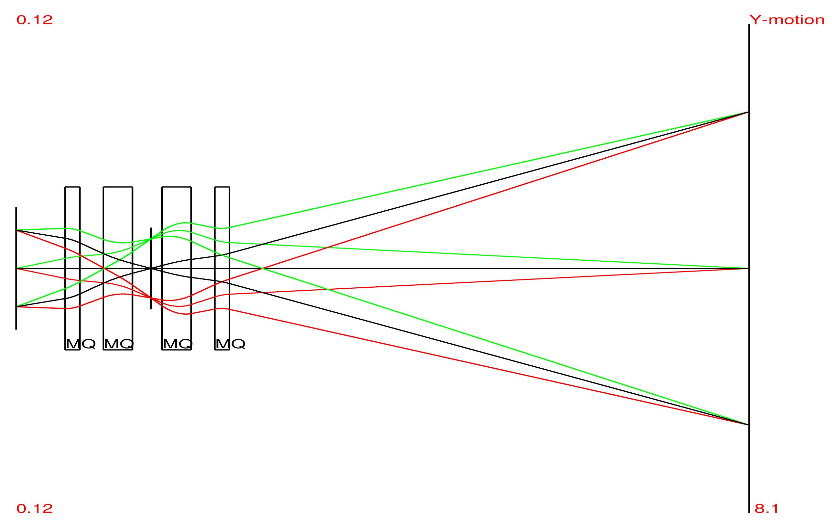 0.12 Y-motion
MQ MQ MQ MQ
0.12 8.1